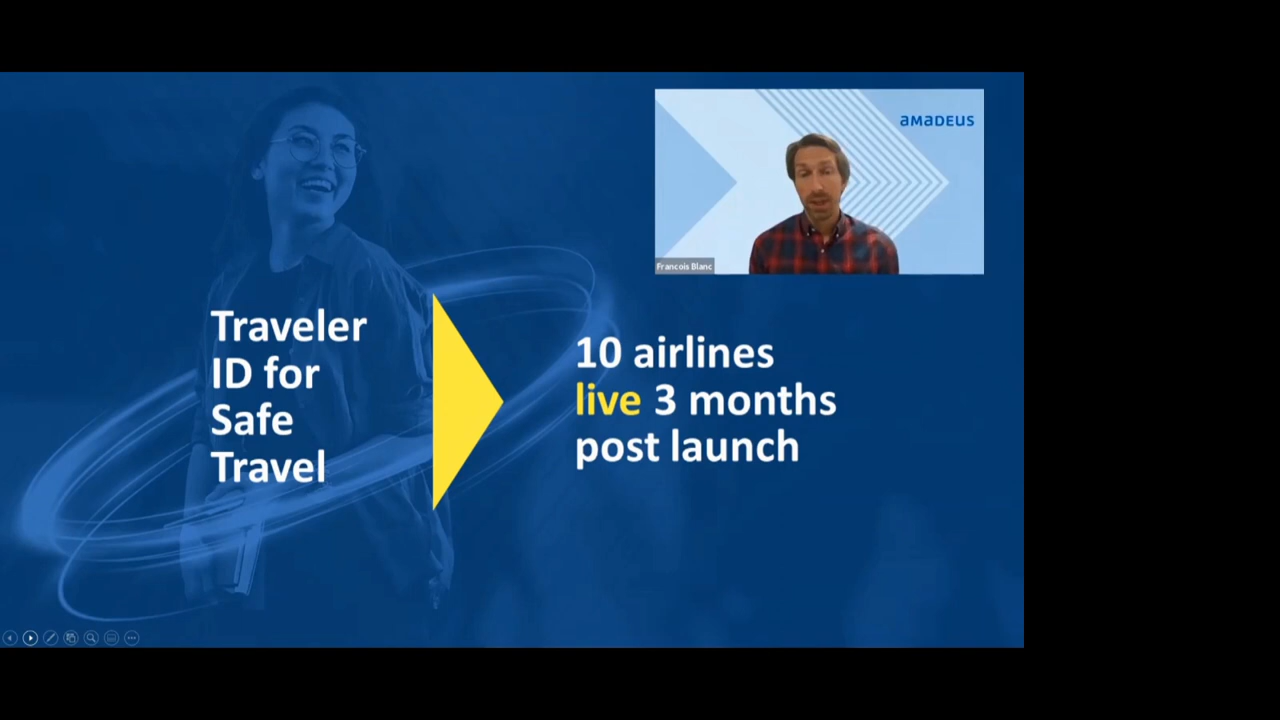 aMaDEUS
Francois Blanc
Traveler
ID for
Safe
Travel
10 airlines
live 3 months
post launch